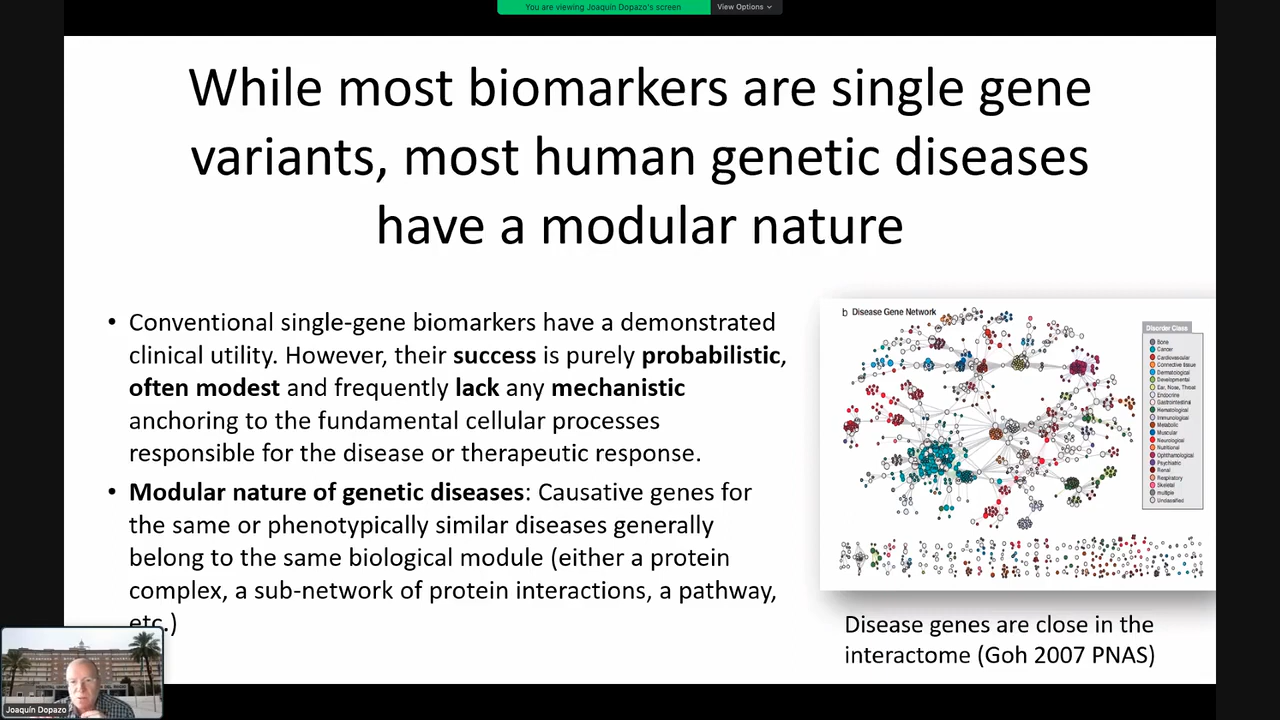 You are viewing Joaquín Dopazo's screen
View Options
While most biomarkers are single gene
variants, most human genetic diseases
have a modular nature
• Conventional single-gene biomarkers have a demonstrated
clinical utility. However, their success is purely probabilistic,
often modest and frequently lack any mechanistic
anchoring to the fundamental cellular processes
responsible for the disease or therapeutic response.
• Modular nature of genetic diseases: Causative genes for
the same or phenotypically similar diseases generally
belong to the same biological module (either a protein
complex, a sub-network of protein interactions, a pathway,
etc.)
b Disease Gene Network
Disorder Class
Bone
Cancer
Cardiovascular
Connective tissue
Dermatological
Developmental
Ear, Nose, Throat
Endocrine
Gastrointestinal
Hematological
Immunological
Metabolic
Muscular
Neurological
Nutritional
Ophthamological
Psychiatric
Renal
Respiratory
Skeletal
multiple
Unclassified
Disease genes are close in the
interactome (Goh 2007 PNAS)
Joaquín Dopazo